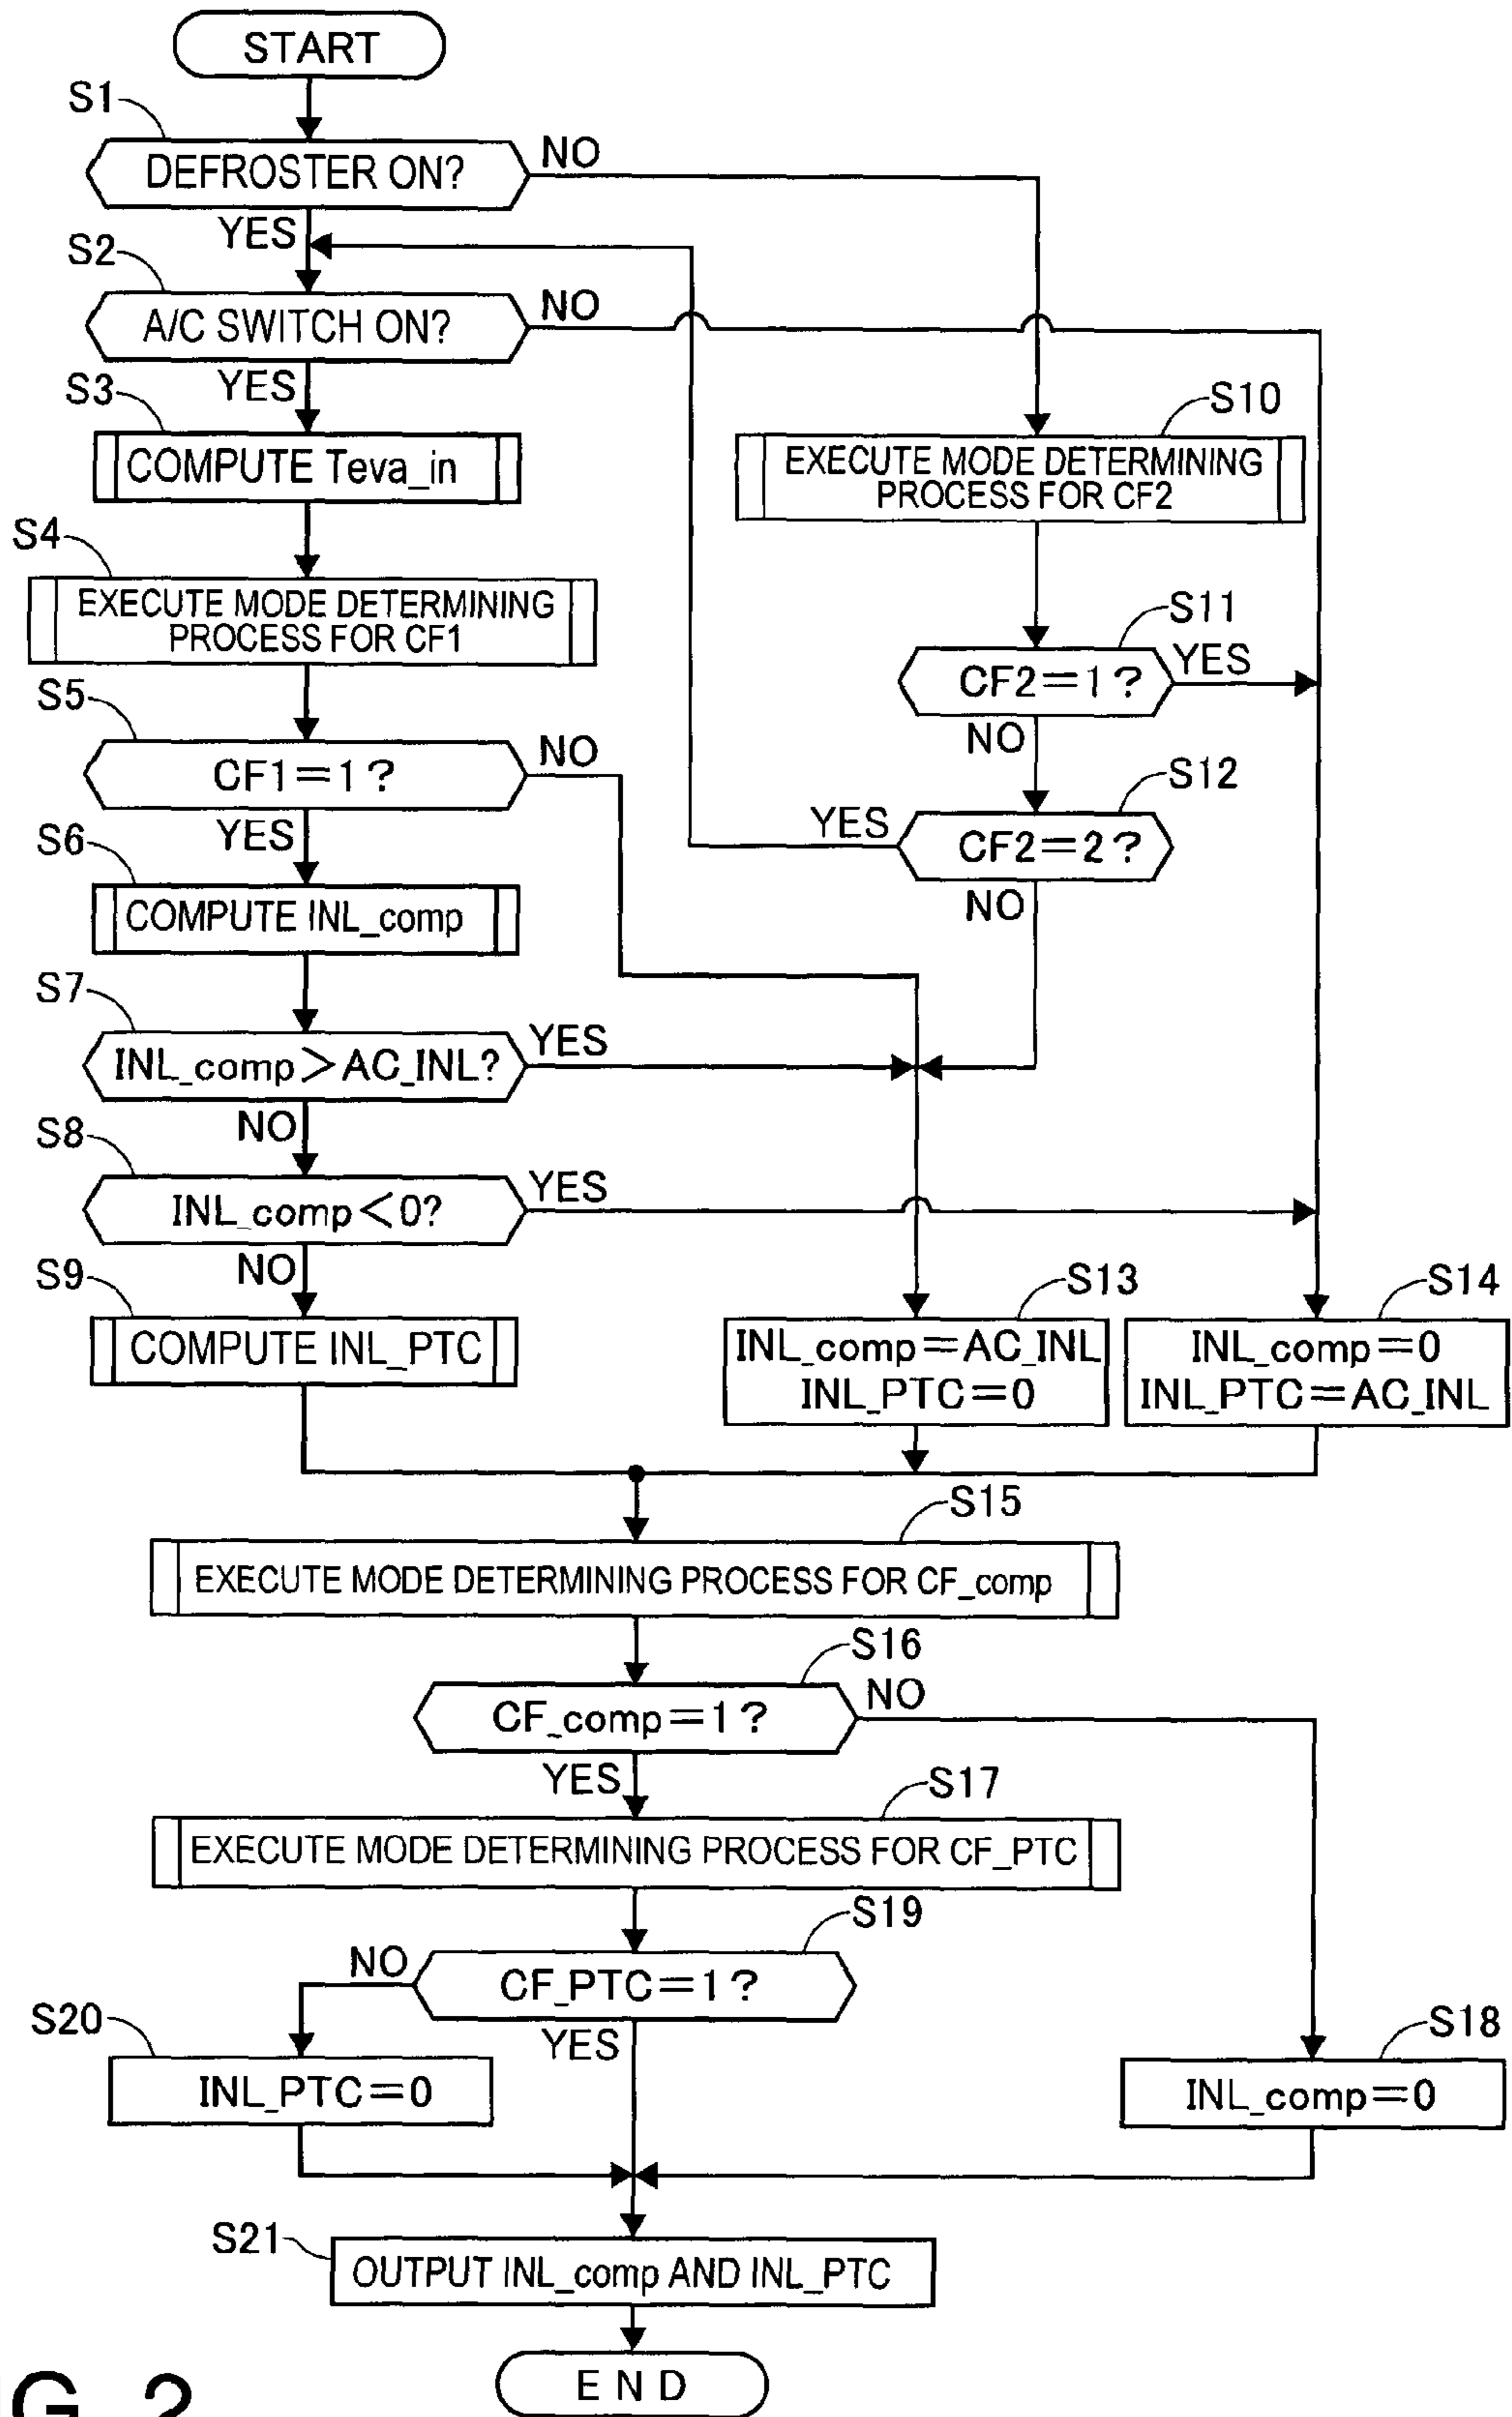 START
S1
DEFROSTER ON?
NO
YES
S2
A/C SWITCH ON?
NO
YES
S3
COMPUTE Teva_in
S10
EXECUTE MODE DETERMINING
PROCESS FOR CF2
S4
EXECUTE MODE DETERMINING
PROCESS FOR CF1
S11
CF2=1?
YES
NO
S5
CF1=1?
NO
YES
S12
CF2=2?
YES
NO
S6
COMPUTE INL_comp
S7
INL_comp>AC_INL?
YES
NO
S8
INL_comp<0?
YES
NO
S9
COMPUTE INL_PTC
S13
INL_comp=AC_INL
INL_PTC=0
S14
INL_comp=0
INL_PTC=AC_INL
S15
EXECUTE MODE DETERMINING PROCESS FOR CF_comp
S16
CF_comp=1?
NO
YES
S17
EXECUTE MODE DETERMINING PROCESS FOR CF_PTC
S19
CF_PTC=1?
NO
YES
S20
INL_PTC=0
S18
INL_comp=0
S21
OUTPUT INL_comp AND INL_PTC
END
2